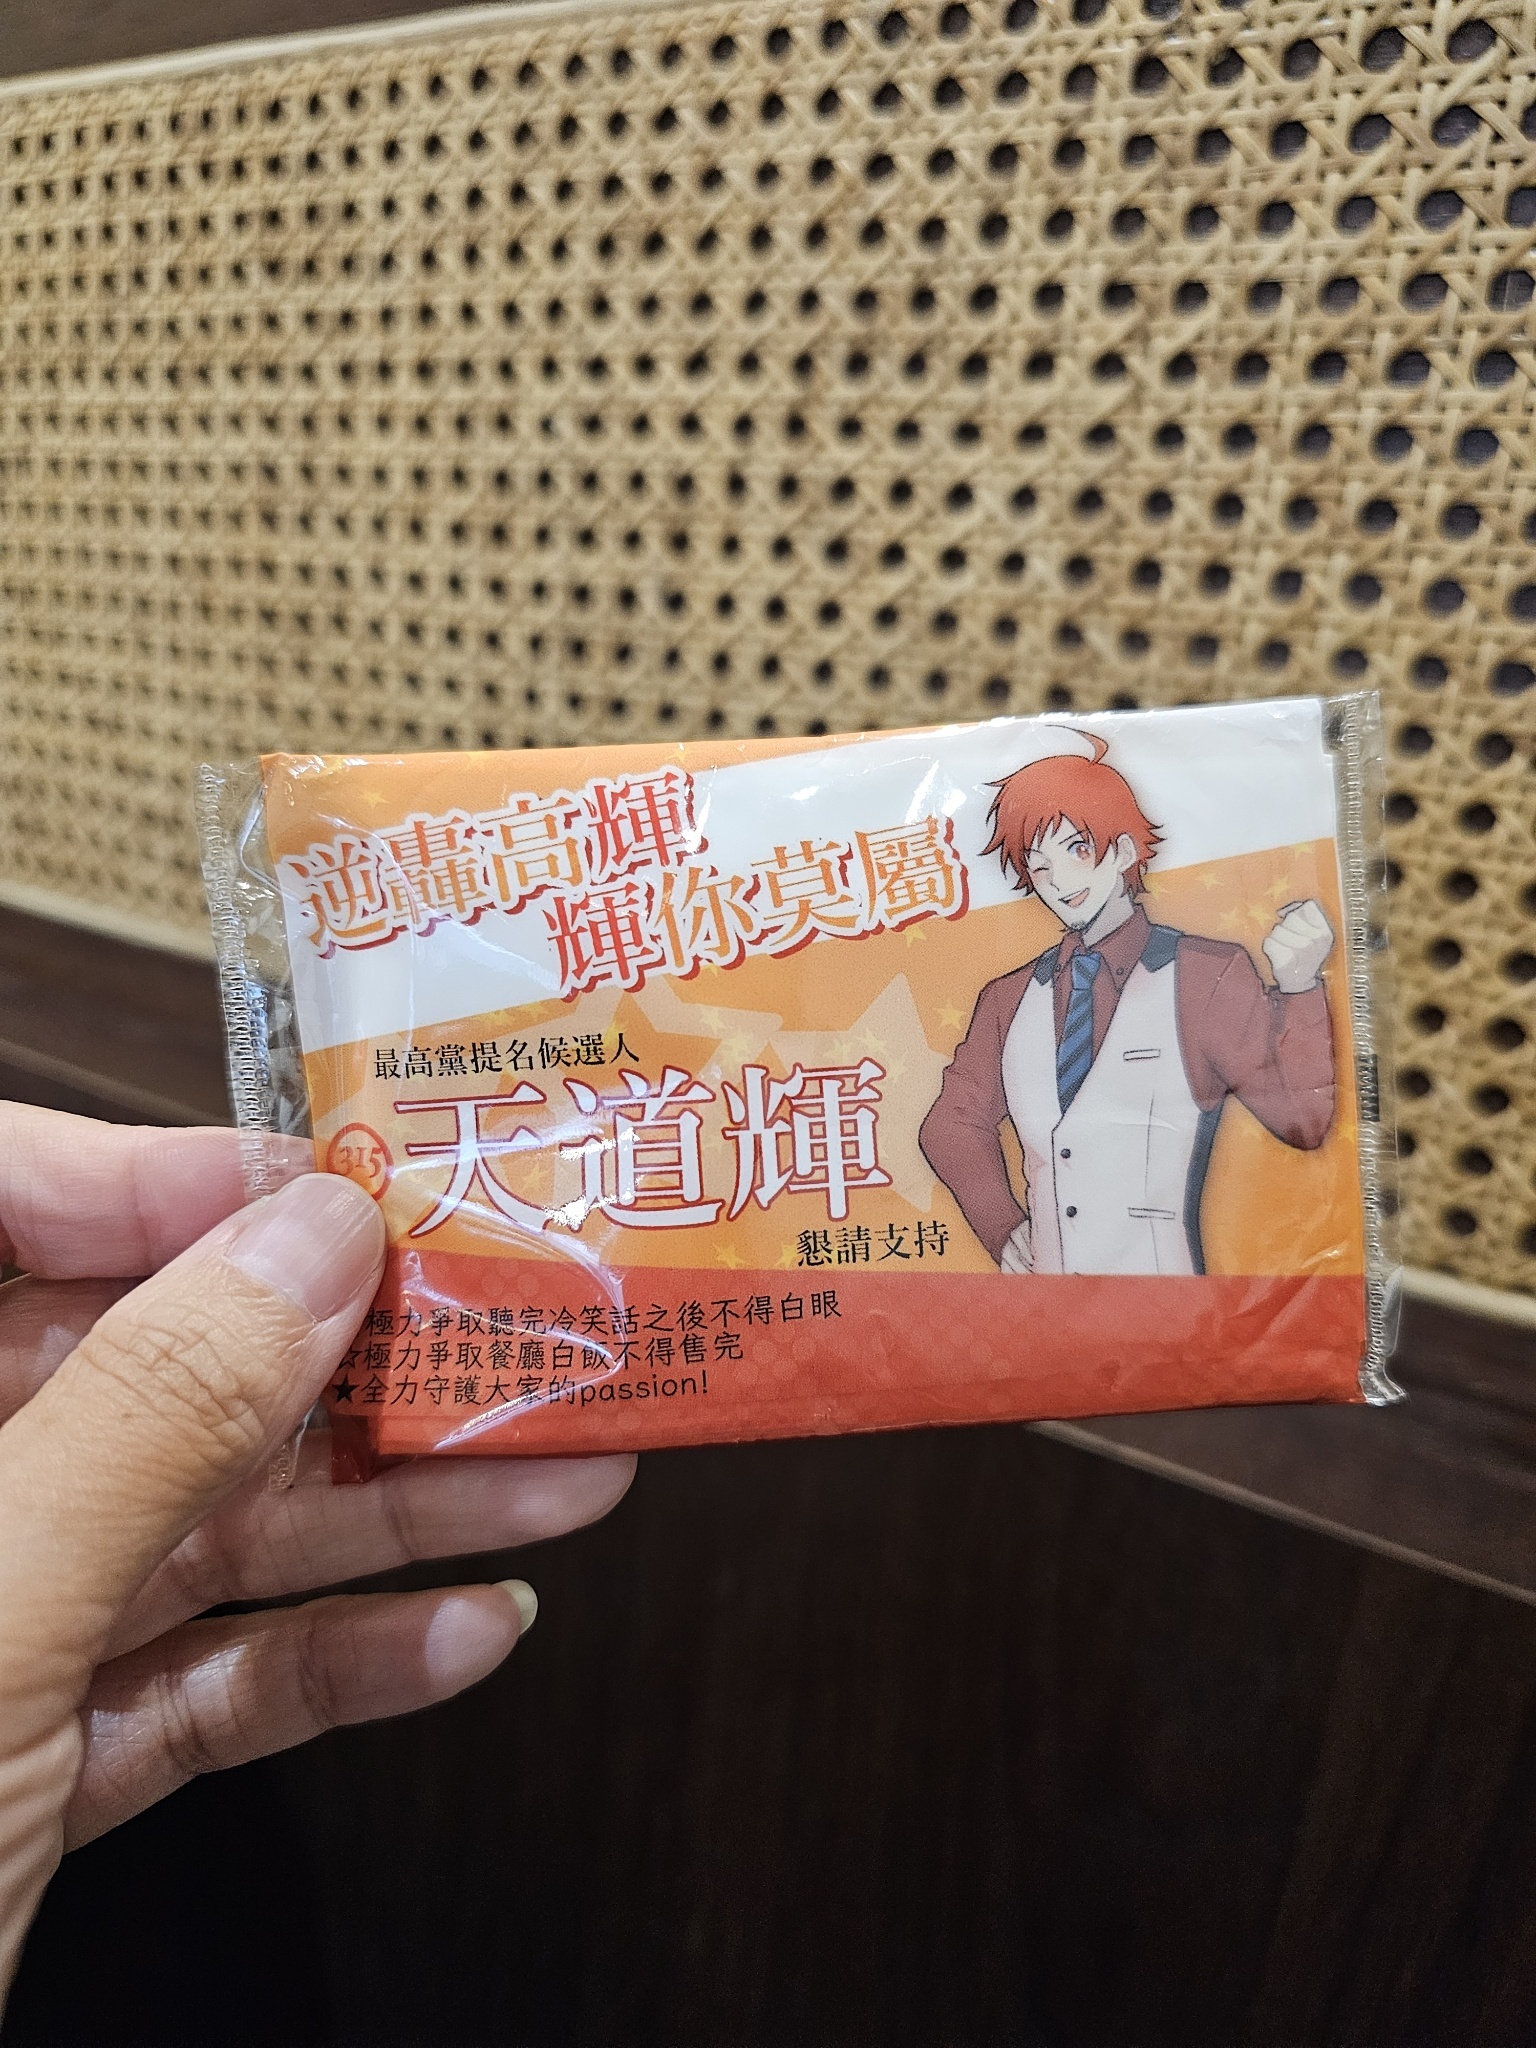 逆轟高輝
輝你莫屬
最高黨提名候選人
315
天道輝
懇請支持
極力爭取聽完冷笑話之後不得白眼
☆極力爭取餐廳白飯不得售完
★全力守護大家的passion!